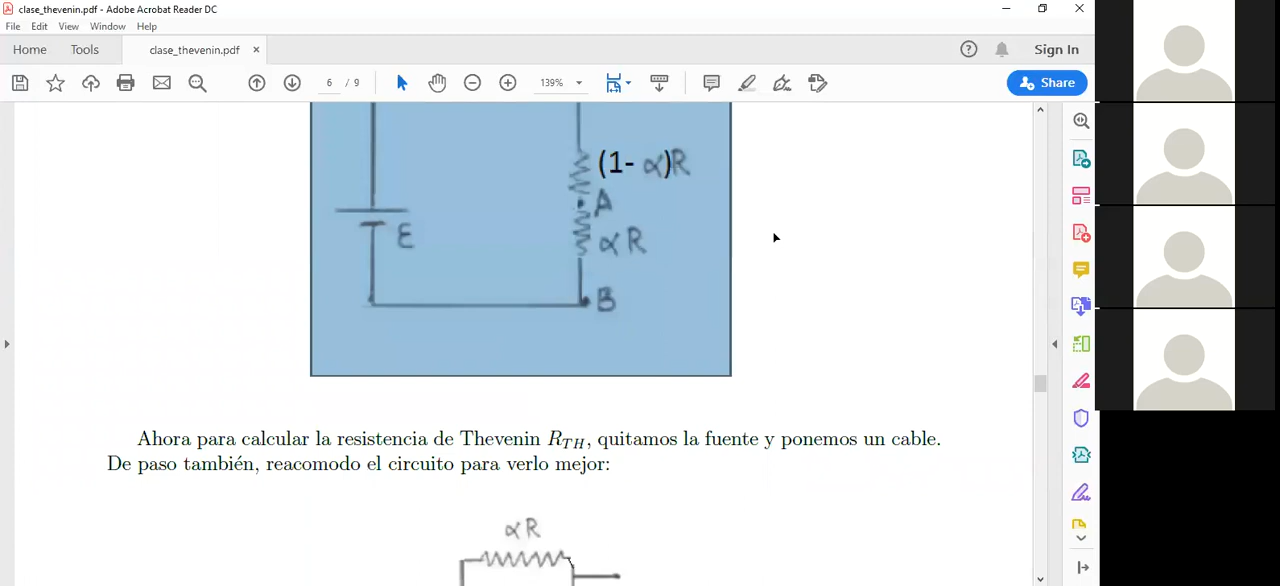 clase_thevenin.pdf - Adobe Acrobat Reader DC
File Edit View Window Help
Home Tools clase_thevenin.pdf × Sign In
6 / 9 139% Share
(1- α)R
A
αR
E
B
Ahora para calcular la resistencia de Thevenin R_TH, quitamos la fuente y ponemos un cable.
De paso también, reacomodo el circuito para verlo mejor:
αR